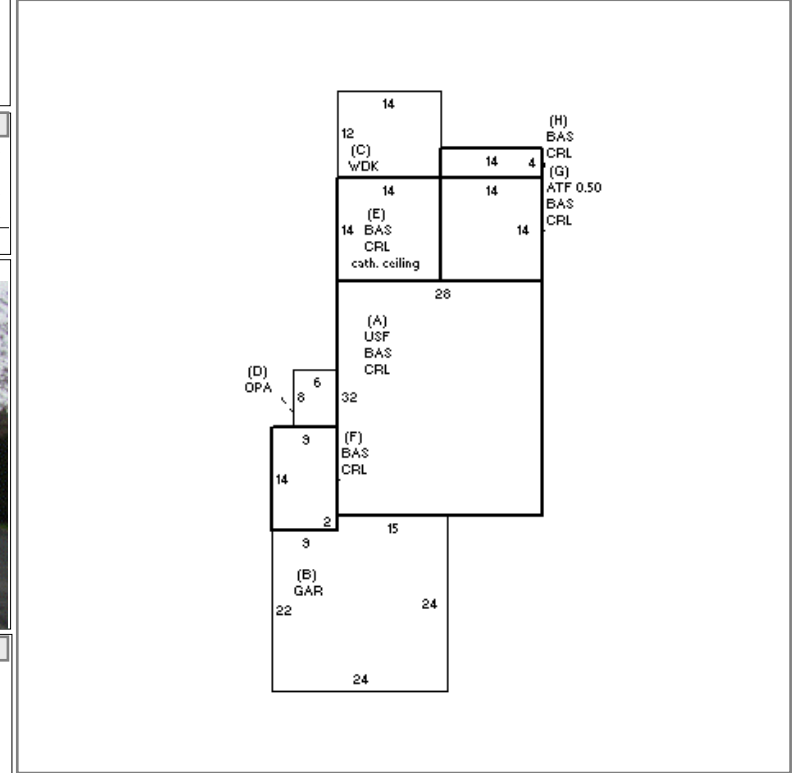 14
12
(C)
WDK
(H)
BAS
CRL
14 4
(G)
ATF 0.50
BAS
CRL
14
14
14
(E)
BAS
CRL
cath. ceiling
14
28
(A)
USF
BAS
CRL
(D)
OPA
6
8
32
9
(F)
BAS
CRL
14
2
15
9
(B)
GAR
22
24
24